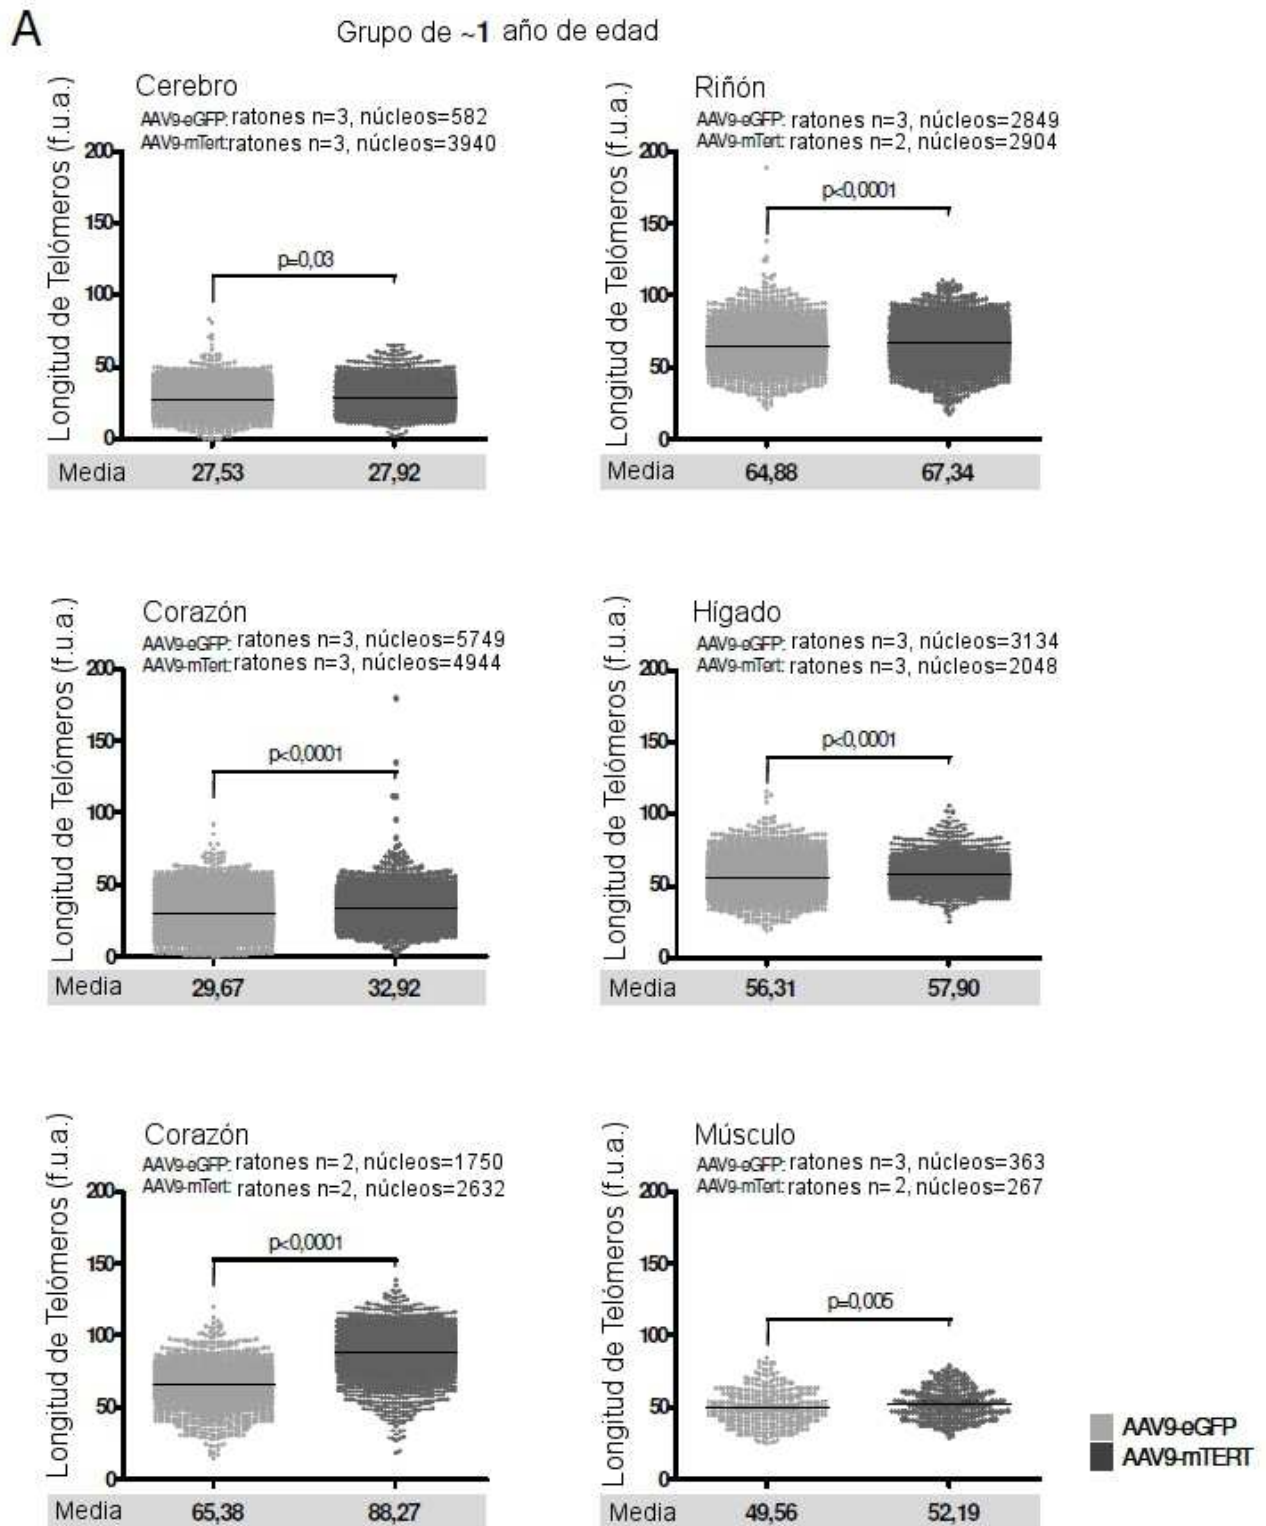 A
Grupo de ~1 año de edad
Cerebro
AAV9-eGFP: ratones n=3, núcleos=582
AAV9-mTert: ratones n=3, núcleos=3940
Longitud de Telómeros (f.u.a.)
200
150
100
50
0
p=0,03
Media 27,53 27,92
Riñón
AAV9-eGFP: ratones n=3, núcleos=2849
AAV9-mTert: ratones n=2, núcleos=2904
Longitud de Telómeros (f.u.a.)
200
150
100
50
0
p<0,0001
Media 64,88 67,34
Corazón
AAV9-eGFP: ratones n=3, núcleos=5749
AAV9-mTert: ratones n=3, núcleos=4944
Longitud de Telómeros (f.u.a.)
200
150
100
50
0
p<0,0001
Media 29,67 32,92
Hígado
AAV9-eGFP: ratones n=3, núcleos=3134
AAV9-mTert: ratones n=3, núcleos=2048
Longitud de Telómeros (f.u.a.)
200
150
100
50
0
p<0,0001
Media 56,31 57,90
Corazón
AAV9-eGFP: ratones n=2, núcleos=1750
AAV9-mTert: ratones n=2, núcleos=2632
Longitud de Telómeros (f.u.a.)
200
150
100
50
0
p<0,0001
Media 65,38 88,27
Músculo
AAV9-eGFP: ratones n=3, núcleos=363
AAV9-mTert: ratones n=2, núcleos=267
Longitud de Telómeros (f.u.a.)
200
150
100
50
0
p=0,005
Media 49,56 52,19
AAV9-eGFP
AAV9-mTERT